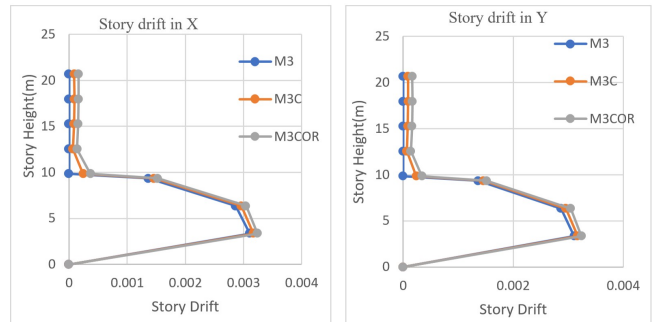 Story drift in X
25
20
15
10
5
0
Story Height(m)
0
0.001
0.002
0.003
0.004
Story Drift
M3
M3C
M3COR
Story drift in Y
25
20
15
10
5
0
Story Height(m)
0
0.002
0.004
Story Drift
M3
M3C
M3COR